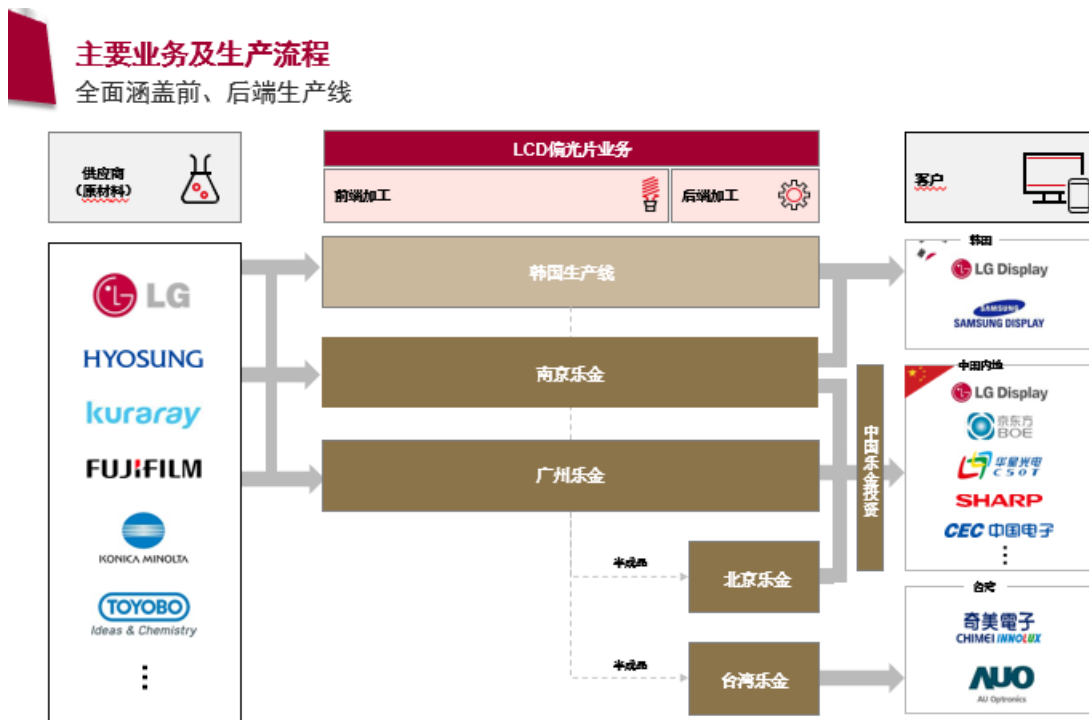 主要业务及生产流程
全面涵盖前、后端生产线
供应商
（原材料）
LCD偏光片业务
前端加工
后端加工
客户
LG
HYOSUNG
kuraray
FUJIFILM
KONICA MINOLTA
TOYOBO
Ideas & Chemistry
韩国生产线
南京乐金
广州乐金
半成品
北京乐金
半成品
台湾乐金
中国乐金投资
韩国
LG Display
SAMSUNG
SAMSUNG DISPLAY
中国内地
LG Display
京东方
BOE
华星光电
CSOT
SHARP
CEC 中国电子
台湾
奇美電子
CHIMEI INNOLUX
AUO
AU Optronics